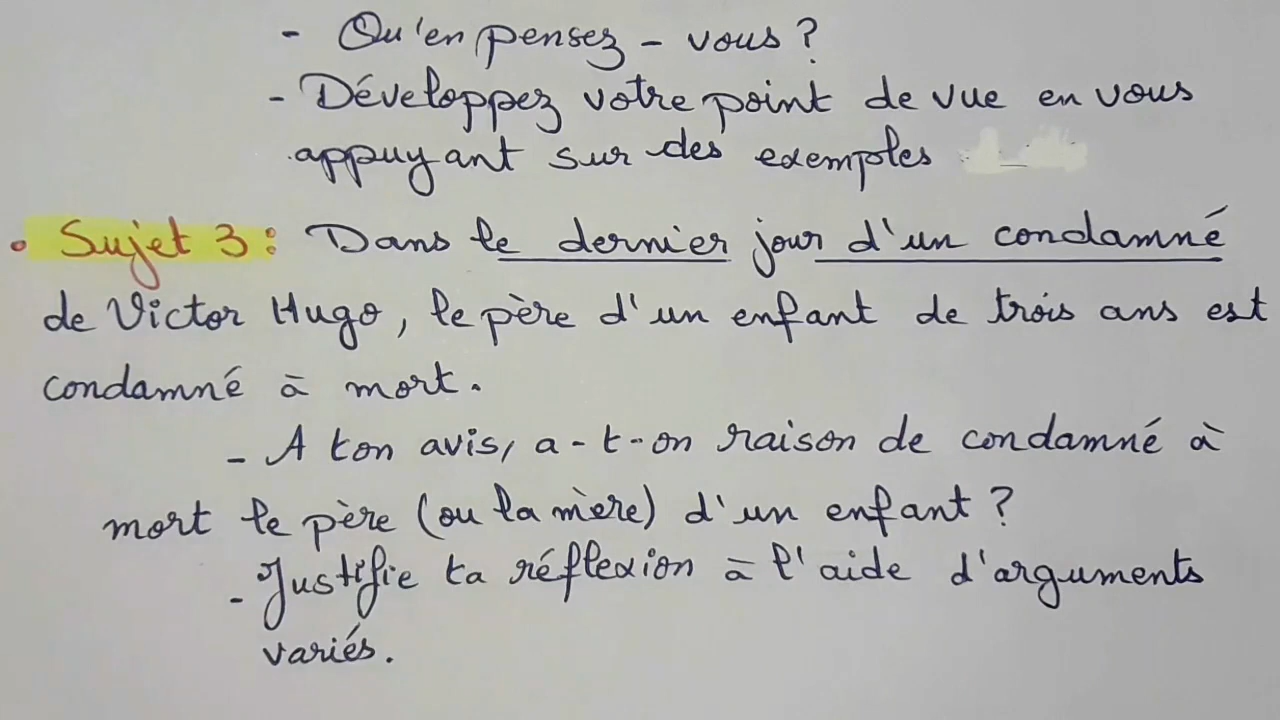 - Qu'en pensez - vous ?
- Développez votre point de vue en vous
appuyant sur des exemples
• Sujet 3 : Dans le dernier jour d'un condamné
de Victor Hugo, le père d'un enfant de trois ans est
condamné à mort.
- A ton avis, a-t-on raison de condamné à
mort le père (ou la mère) d'un enfant ?
- Justifie ta réflexion à l'aide d'arguments
variés.